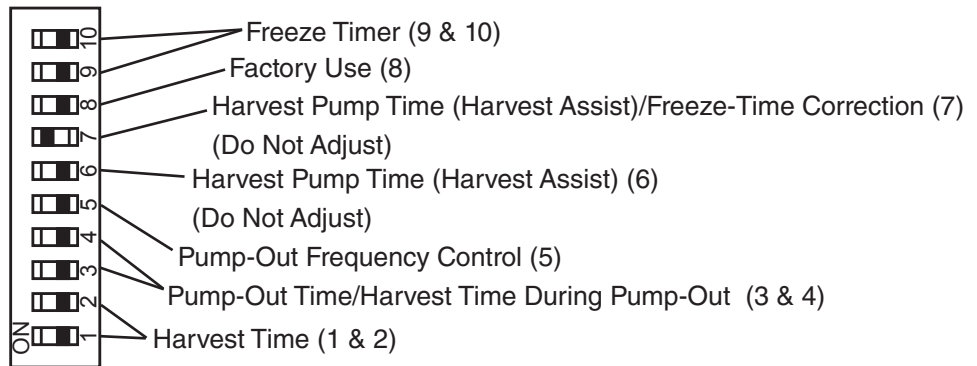 10
Freeze Timer (9 & 10)
9
Factory Use (8)
8
Harvest Pump Time (Harvest Assist)/Freeze-Time Correction (7)
7
(Do Not Adjust)
6
Harvest Pump Time (Harvest Assist) (6)
(Do Not Adjust)
5
Pump-Out Frequency Control (5)
4
3
Pump-Out Time/Harvest Time During Pump-Out (3 & 4)
2
ON
1
Harvest Time (1 & 2)